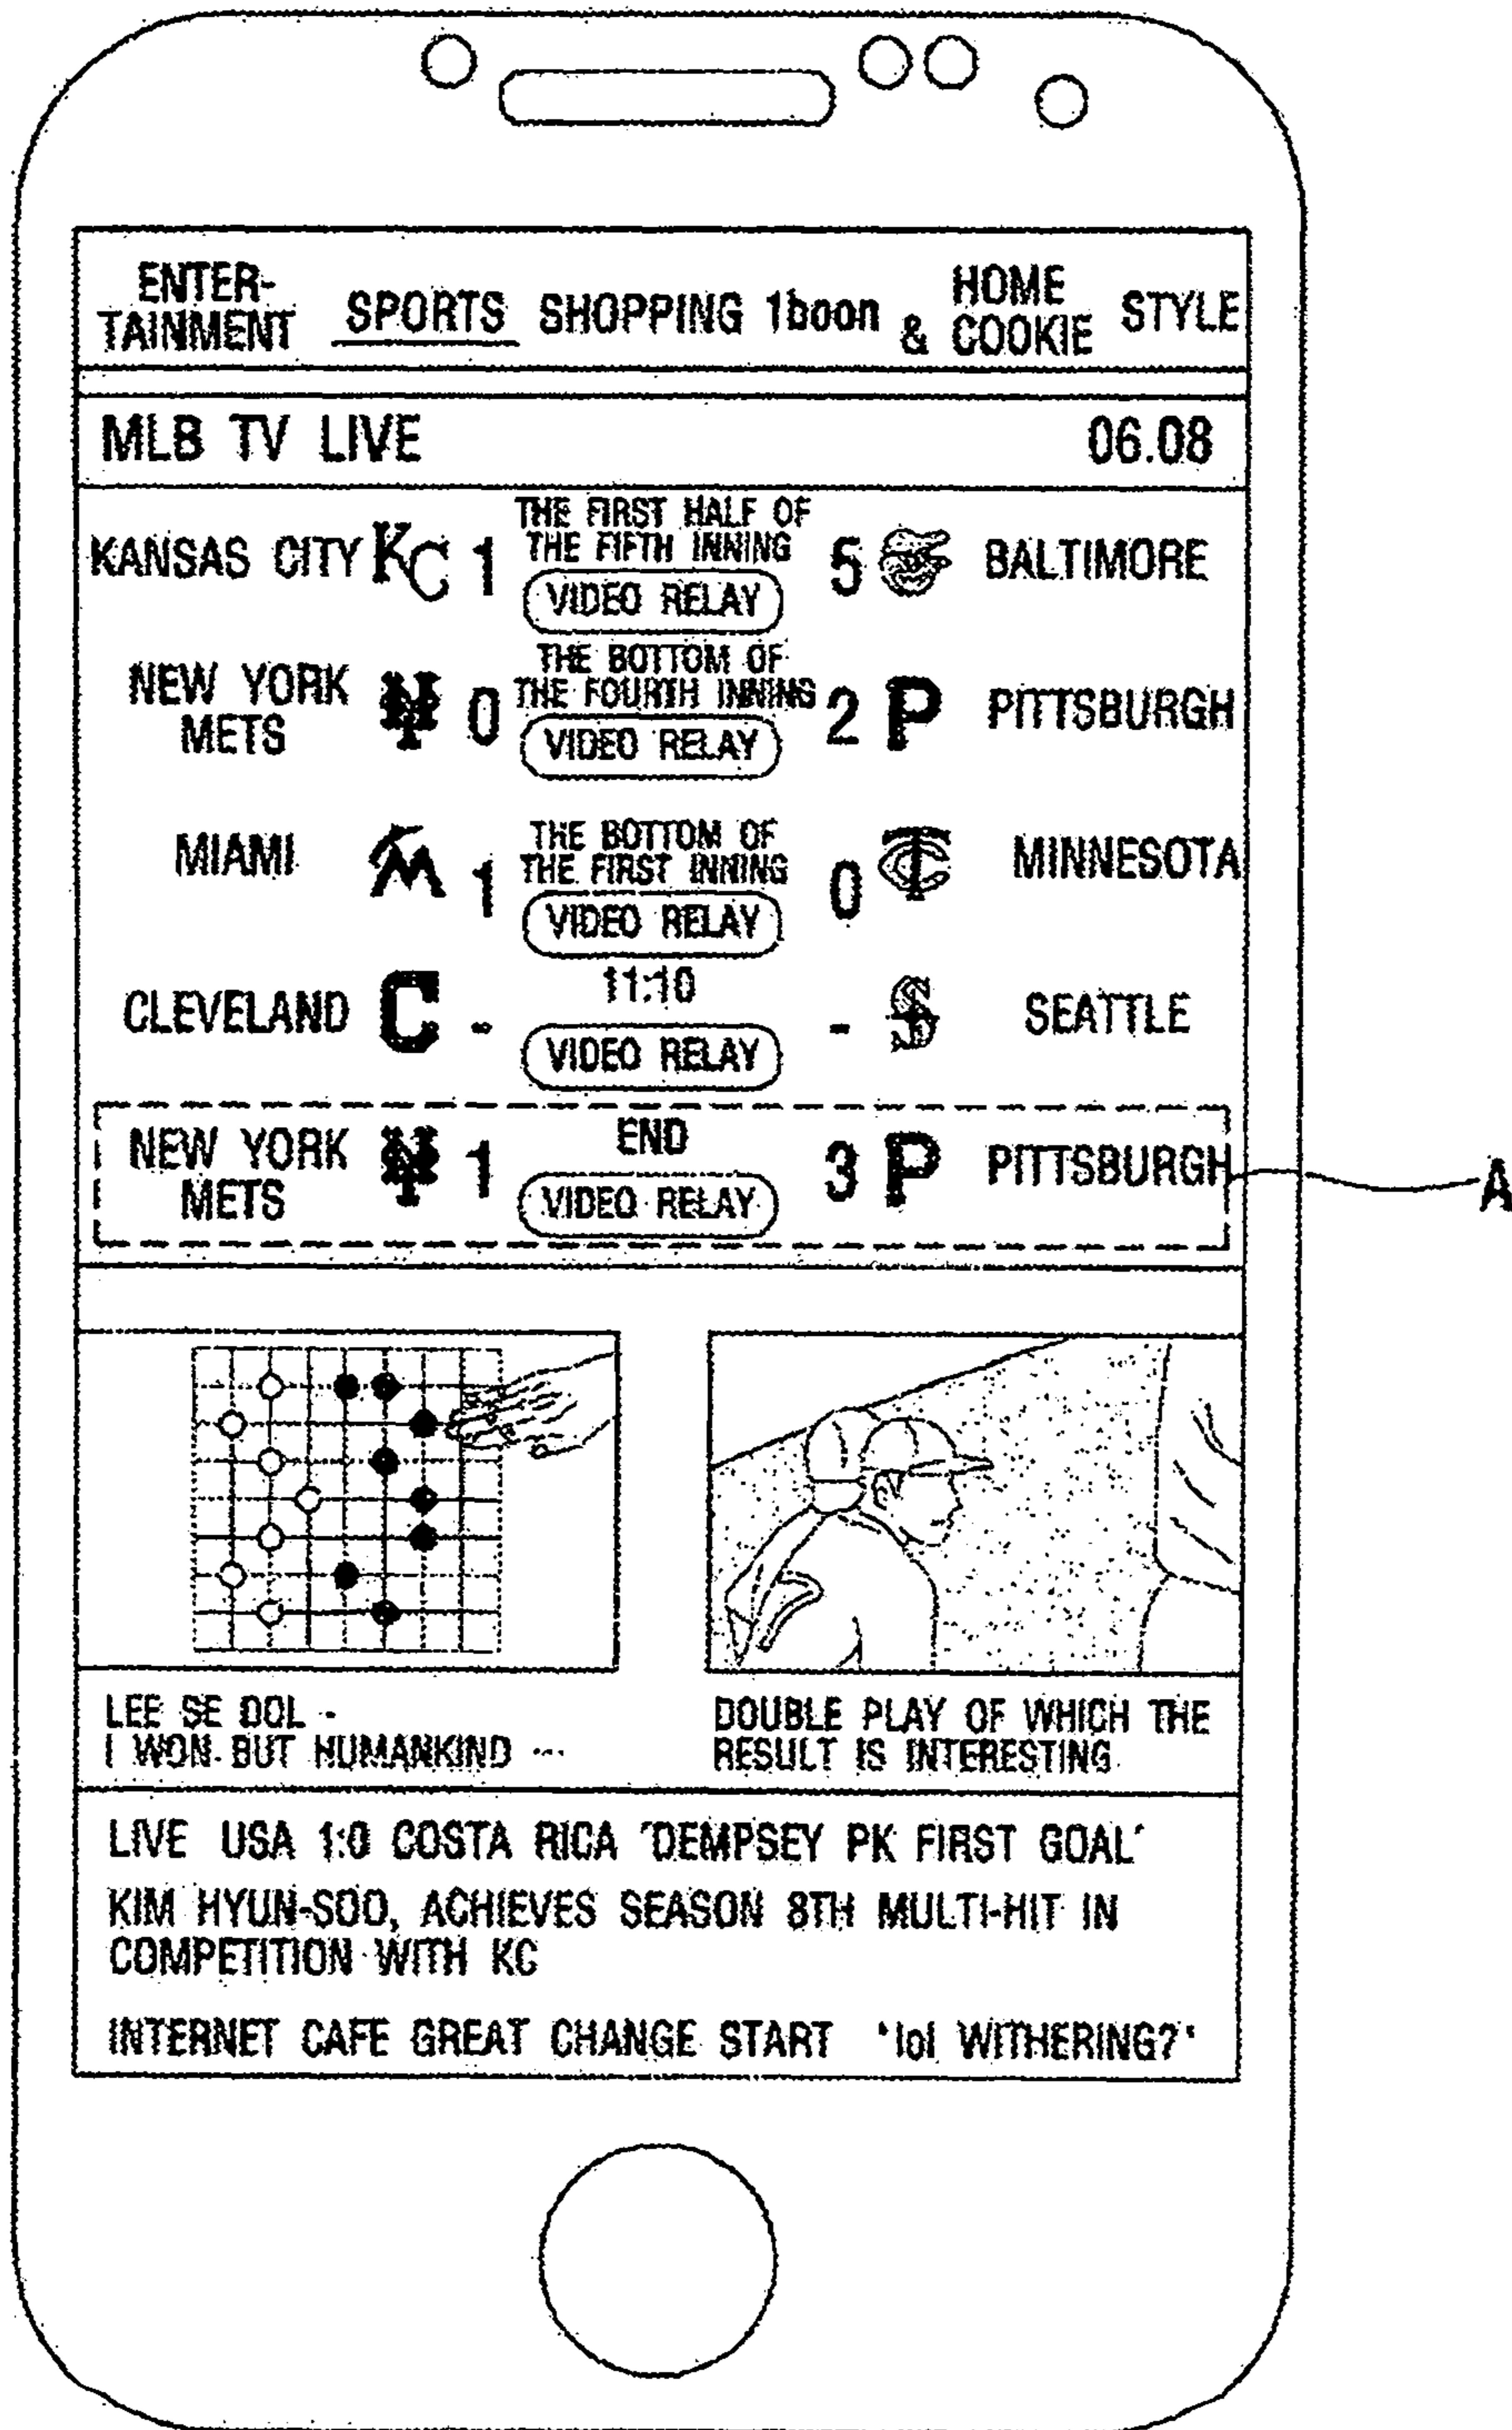 ENTER-
TAINMENT SPORTS SHOPPING 1boon HOME
& COOKIE STYLE
MLB TV LIVE 06.08
THE FIRST HALF OF
THE FIFTH INNING
KANSAS CITY KC 1 5 BALTIMORE
VIDEO RELAY
THE BOTTOM OF
THE FOURTH INNING
NEW YORK
METS NY 0 2 P PITTSBURGH
VIDEO RELAY
THE BOTTOM OF
THE FIRST INNING
MIAMI M 1 0 TC MINNESOTA
VIDEO RELAY
11:10
CLEVELAND C - - S SEATTLE
VIDEO RELAY
END
NEW YORK
METS NY 1 3 P PITTSBURGH
VIDEO RELAY
A
LEE SE DOL -
I WON BUT HUMANKIND ...
DOUBLE PLAY OF WHICH THE
RESULT IS INTERESTING
LIVE USA 1:0 COSTA RICA 'DEMPSEY PK FIRST GOAL'
KIM HYUN-SOO, ACHIEVES SEASON 8TH MULTI-HIT IN
COMPETITION WITH KC
INTERNET CAFE GREAT CHANGE START 'lol WITHERING?'